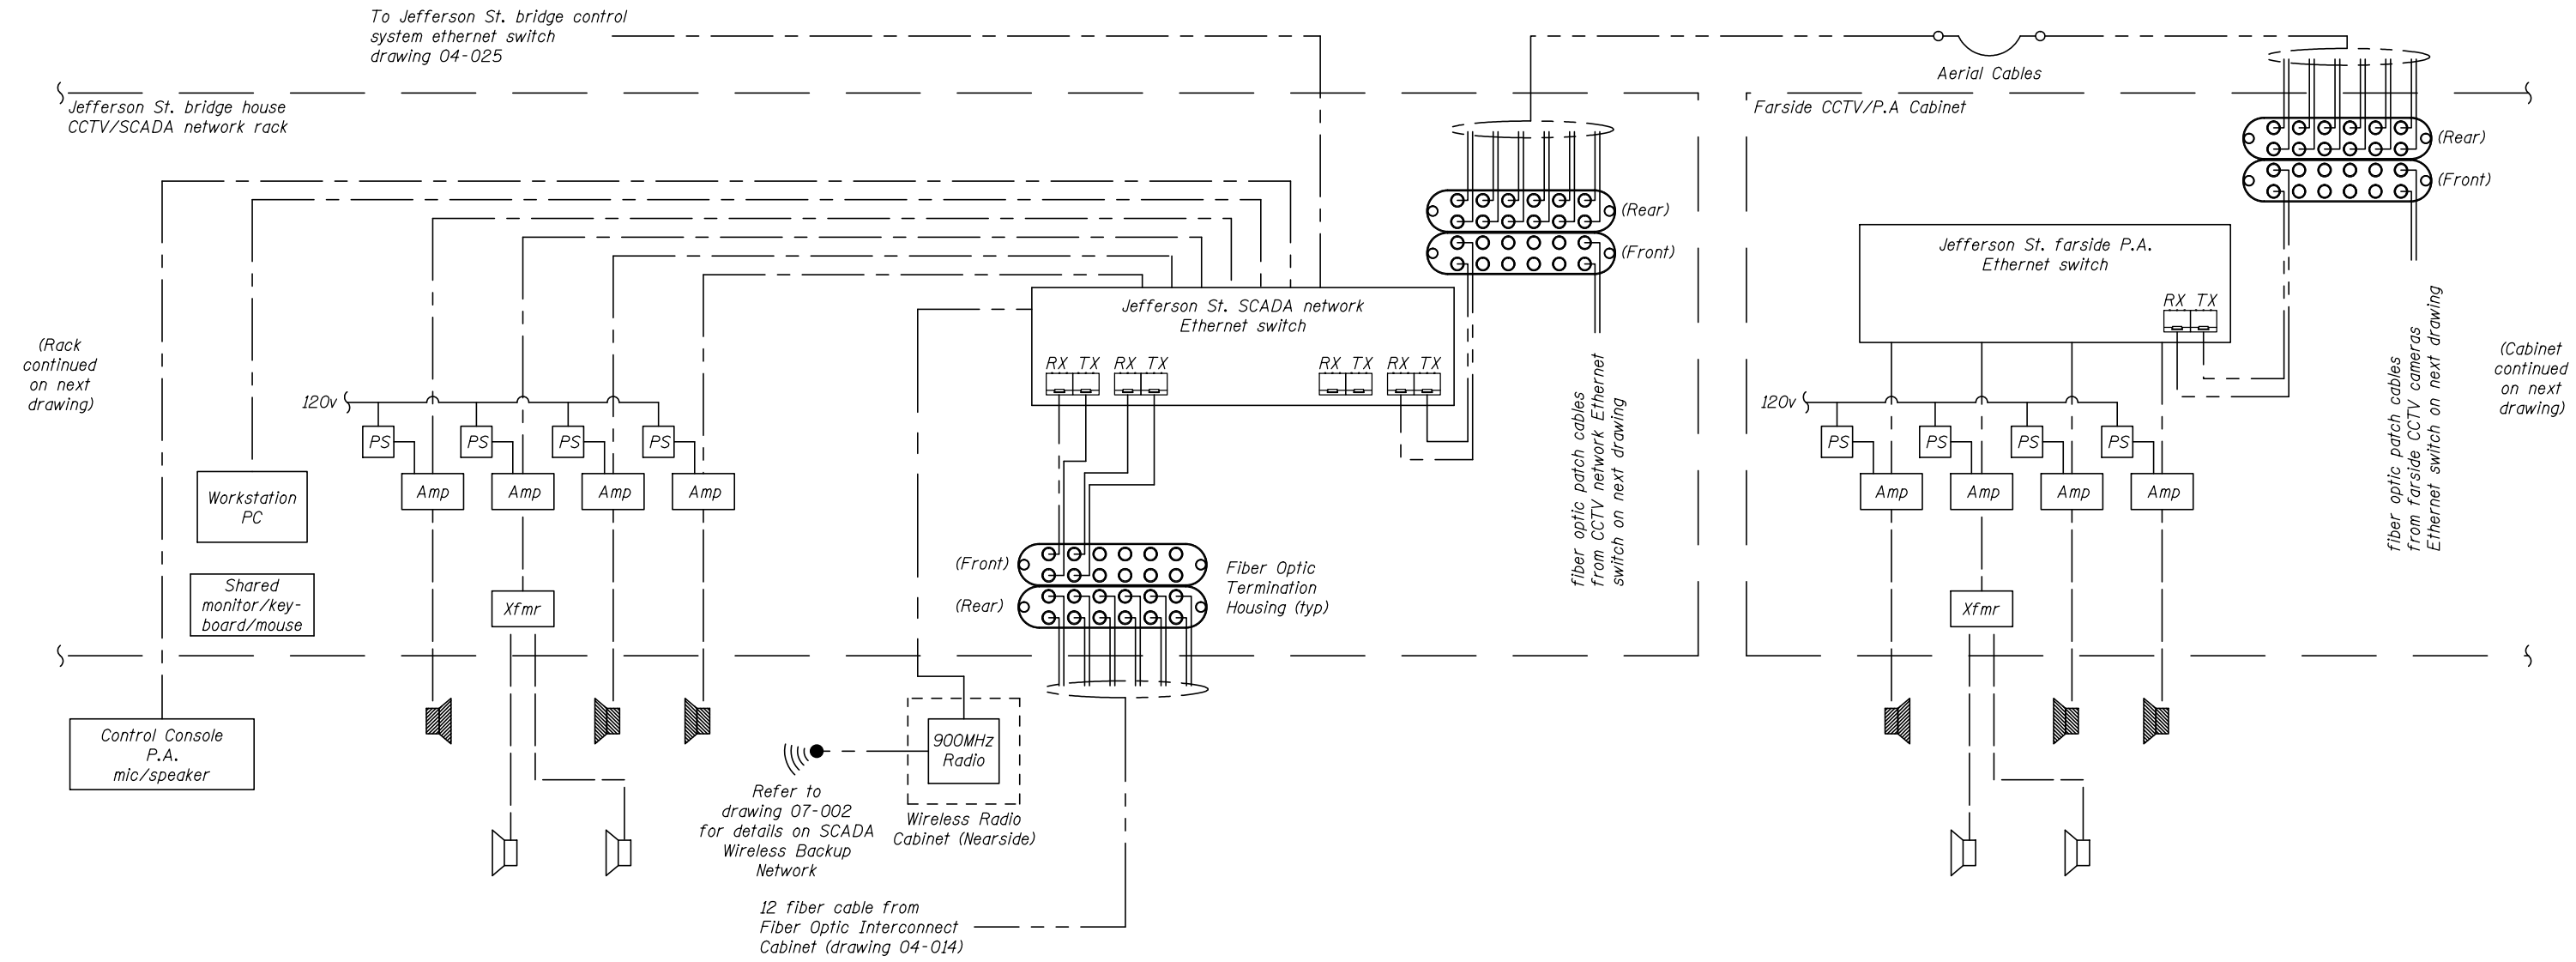 To Jefferson St. bridge control
system ethernet switch
drawing 04-025
Aerial Cables
Jefferson St. bridge house
CCTV/SCADA network rack
Farside CCTV/P.A Cabinet
(Rear)
(Front)
(Rear)
(Front)
Jefferson St. SCADA network
Ethernet switch
RX TX
RX TX
RX TX
RX TX
Jefferson St. farside P.A.
Ethernet switch
RX TX
(Rack
continued
on next
drawing)
(Cabinet
continued
on next
drawing)
fiber optic patch cables
from CCTV network Ethernet
switch on next drawing
fiber optic patch cables
from farside CCTV cameras
Ethernet switch on next drawing
120v
PS
PS
PS
PS
Amp
Amp
Amp
Amp
120v
PS
PS
PS
PS
Amp
Amp
Amp
Amp
Workstation
PC
Shared
monitor/key-
board/mouse
Xfmr
Xfmr
(Front)
(Rear)
Fiber Optic
Termination
Housing (typ)
Control Console
P.A.
mic/speaker
900MHz
Radio
Refer to
drawing 07-002
for details on SCADA
Wireless Backup
Network
Wireless Radio
Cabinet (Nearside)
12 fiber cable from
Fiber Optic Interconnect
Cabinet (drawing 04-014)